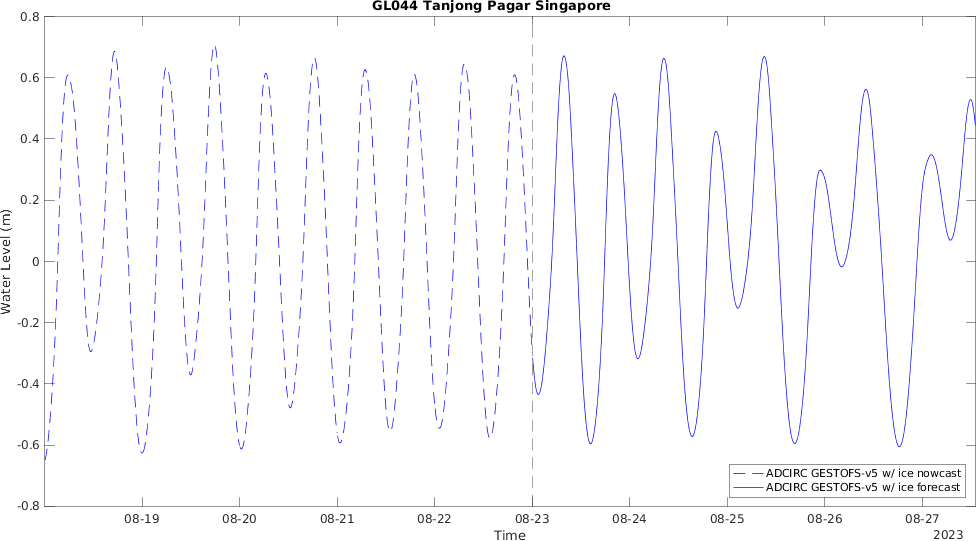 GL044 Tanjong Pagar Singapore
0.8
0.6
0.4
0.2
0
-0.2
-0.4
-0.6
-0.8
Water Level (m)
ADCIRC GESTOFS-v5 w/ ice nowcast
ADCIRC GESTOFS-v5 w/ ice forecast
08-19 08-20 08-21 08-22 08-23 08-24 08-25 08-26 08-27
Time
2023